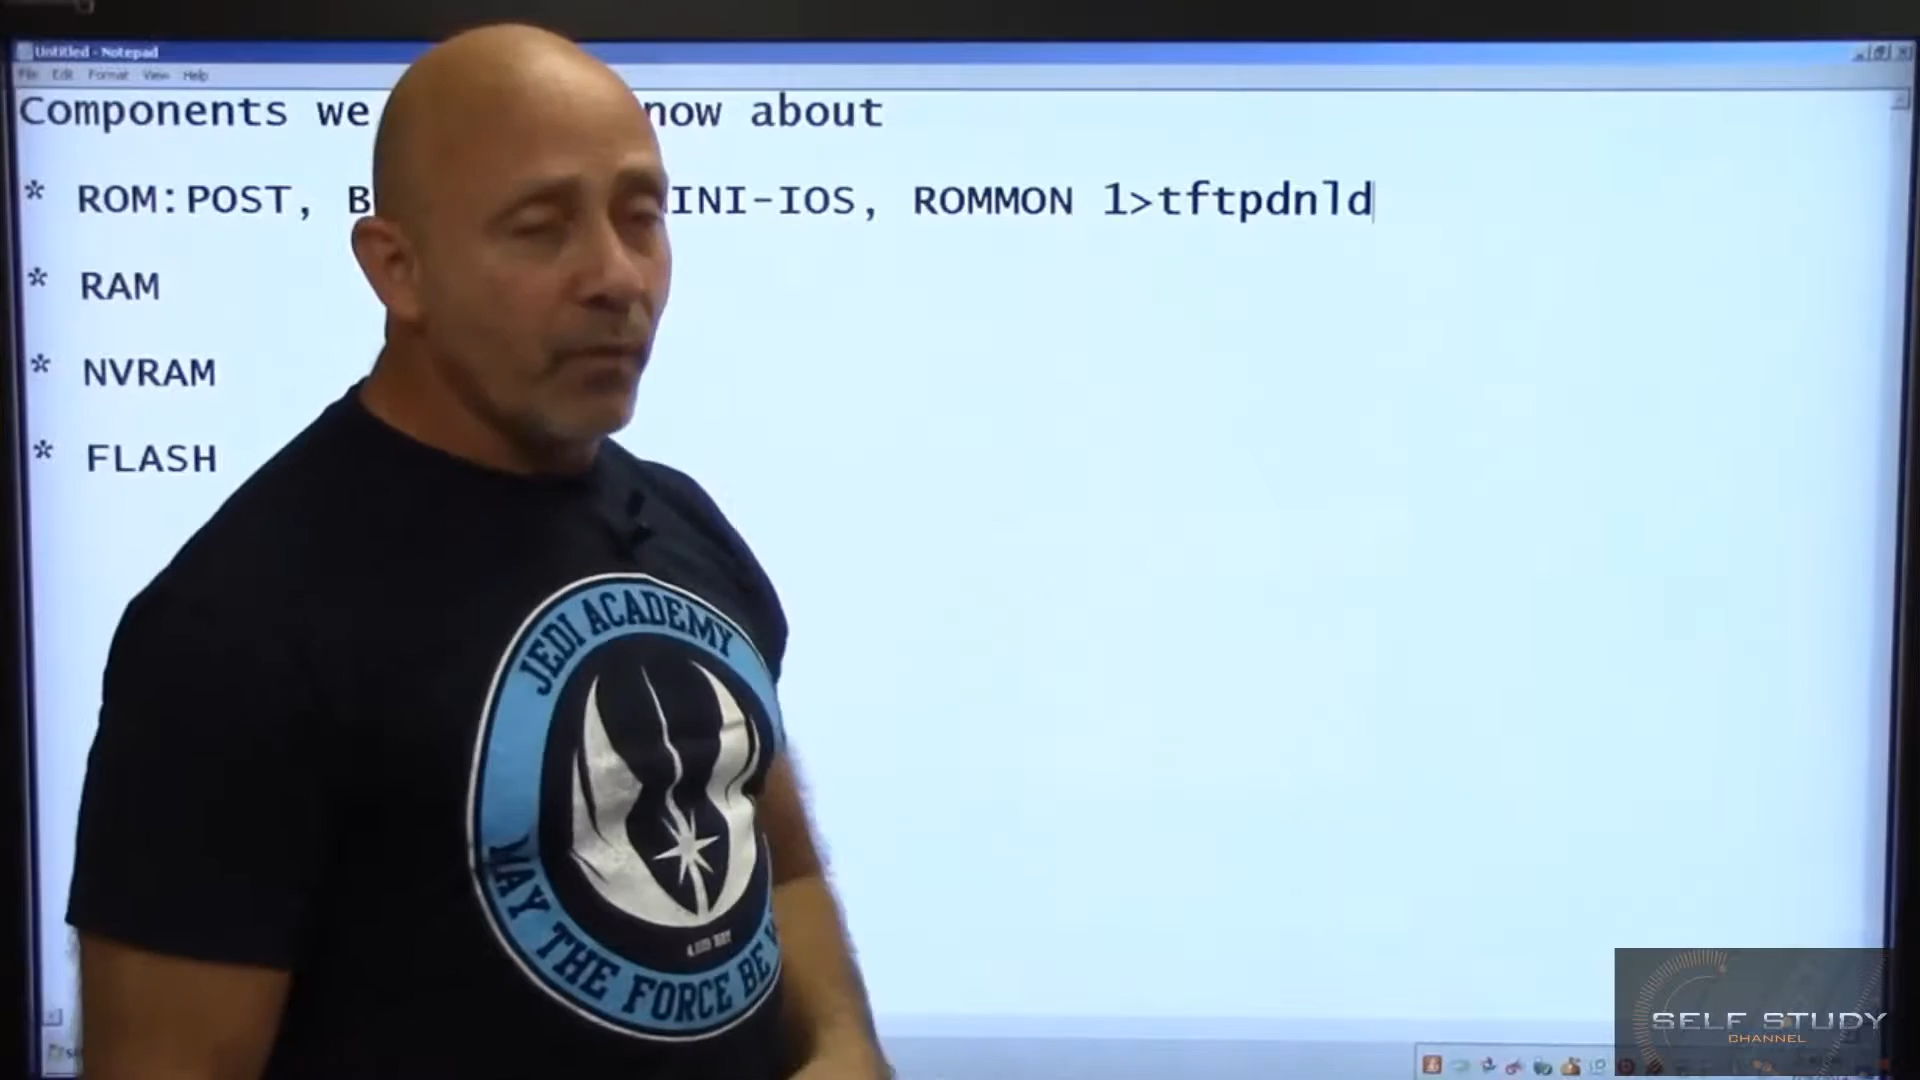 Untitled - Notepad
File Edit Format View Help
Components we now about
* ROM:POST, B INI-IOS, ROMMON 1>tftpdnld
* RAM
* NVRAM
* FLASH
JEDI ACADEMY
MAY THE FORCE BE
SELF STUDY
CHANNEL